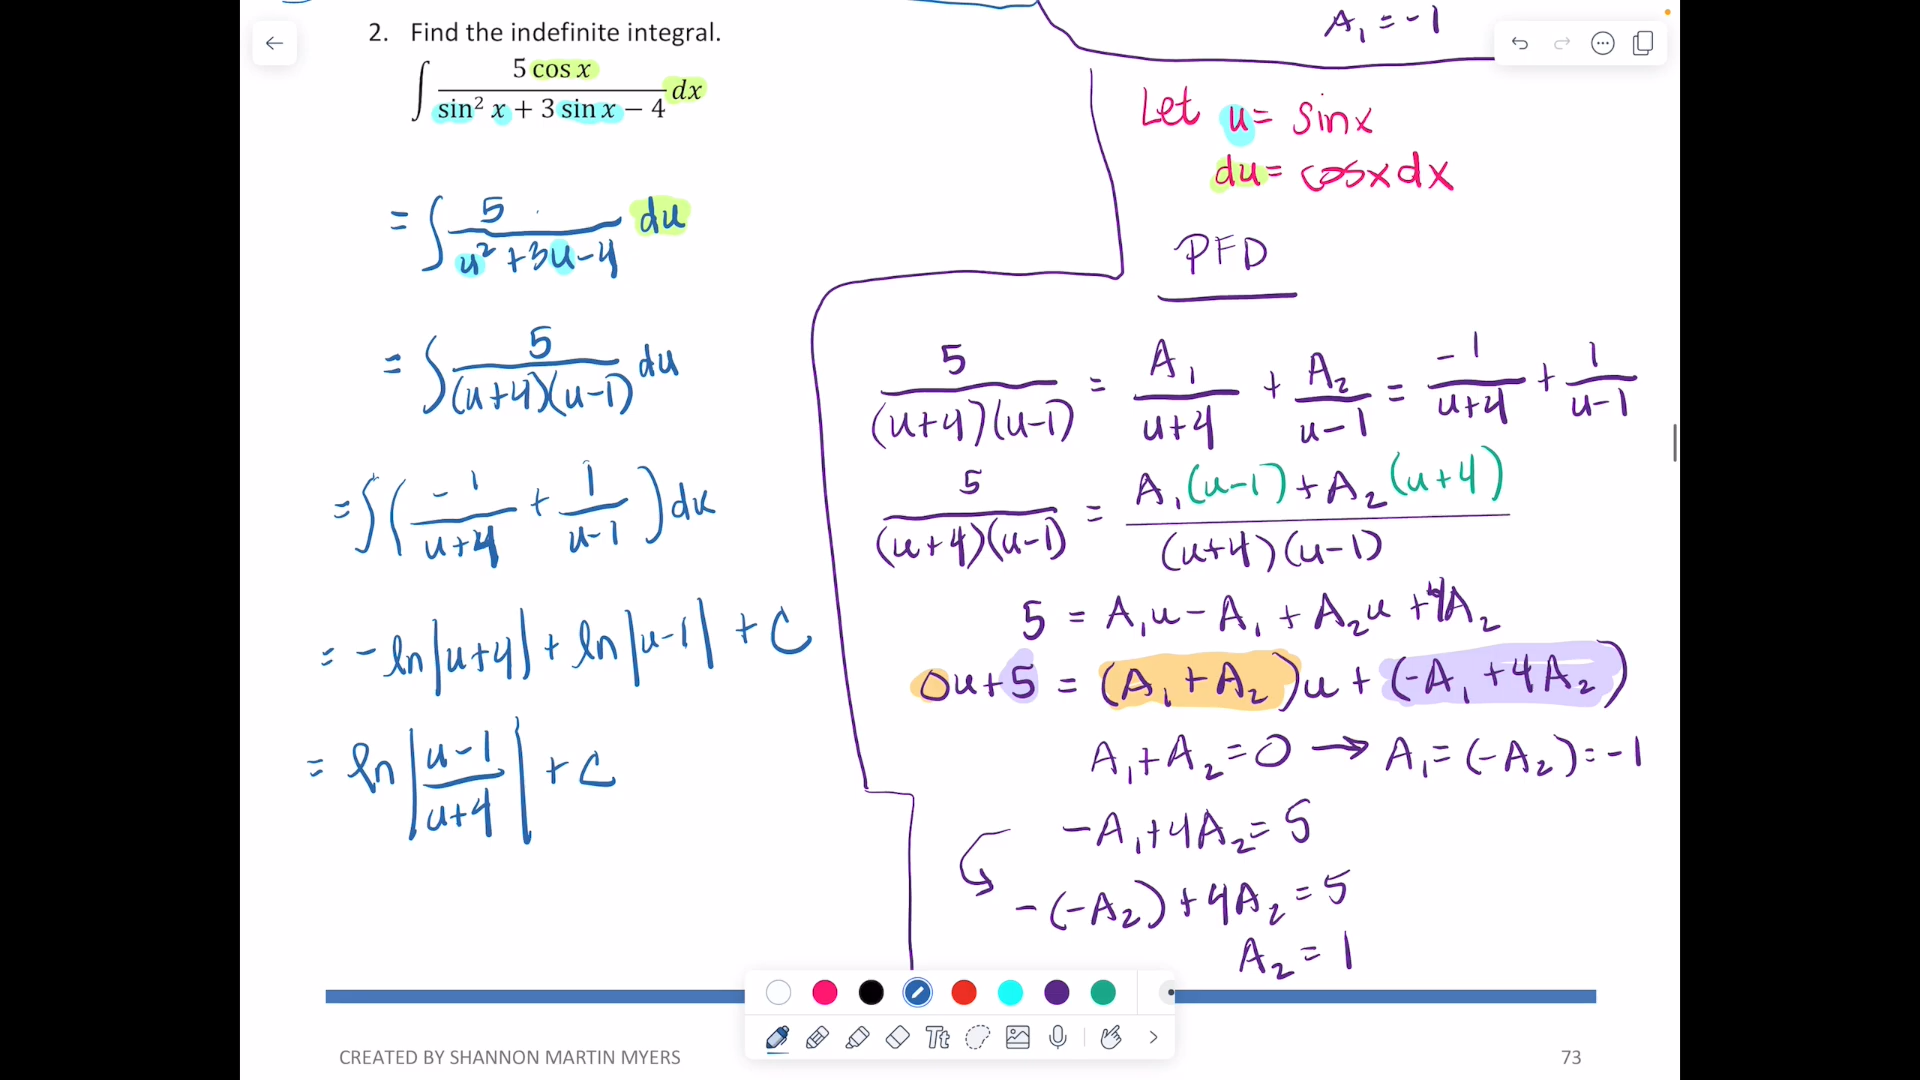 2. Find the indefinite integral.
∫ 5 cos x / (sin² x + 3 sin x − 4) dx
= ∫ 5 / (u² + 3u − 4) du
= ∫ 5 / ((u+4)(u−1)) du
= ∫ ( −1/(u+4) + 1/(u−1) ) du
= −ln|u+4| + ln|u−1| + C
= ln |(u−1)/(u+4)| + C
A₁ = −1
Let u = sinx
du = cosxdx
PFD
5/((u+4)(u−1)) = A₁/(u+4) + A₂/(u−1) = −1/(u+4) + 1/(u−1)
5/((u+4)(u−1)) = (A₁(u−1) + A₂(u+4))/((u+4)(u−1))
5 = A₁u − A₁ + A₂u + 4A₂
0u+5 = (A₁ + A₂)u + (−A₁ + 4A₂)
A₁ + A₂ = 0 → A₁ = (−A₂) = −1
−A₁ + 4A₂ = 5
−(−A₂) + 4A₂ = 5
A₂ = 1
Tt
CREATED BY SHANNON MARTIN MYERS
73